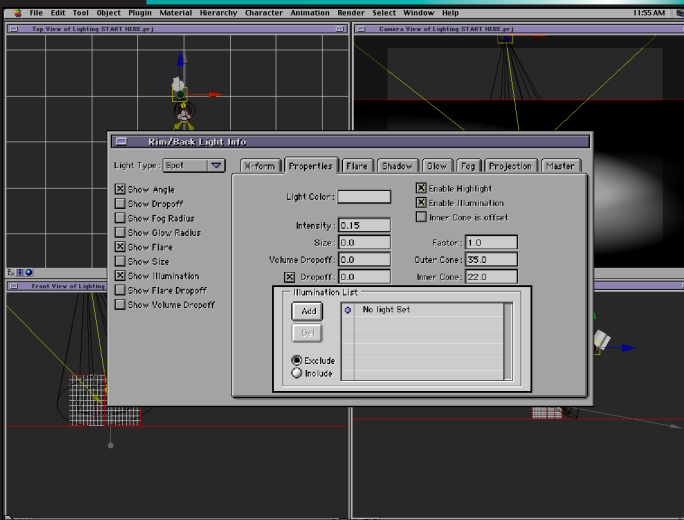 File Edit Tool Object Plugin Material Hierarchy Character Animation Render Select Window Help 11:55 AM
Top View of Lighting START HERE.prj
Camera View of Lighting START HERE.prj
Rim/Back Light Info
Light Type: Spot
X-form Properties Flare Shadow Glow Fog Projection Master
Show Angle
Show Dropoff
Show Fog Radius
Show Glow Radius
Show Flare
Show Size
Show Illumination
Show Flare Dropoff
Show Volume Dropoff
Light Color:
Enable Highlight
Enable Illumination
Inner Cone is offset
Intensity: 0.15
Size: 0.0 Factor: 1.0
Volume Dropoff: 0.0 Outer Cone: 35.0
Dropoff: 0.0 Inner Cone: 22.0
Illumination List
Add No light Set
Del
Exclude
Include
Front View of Lighting